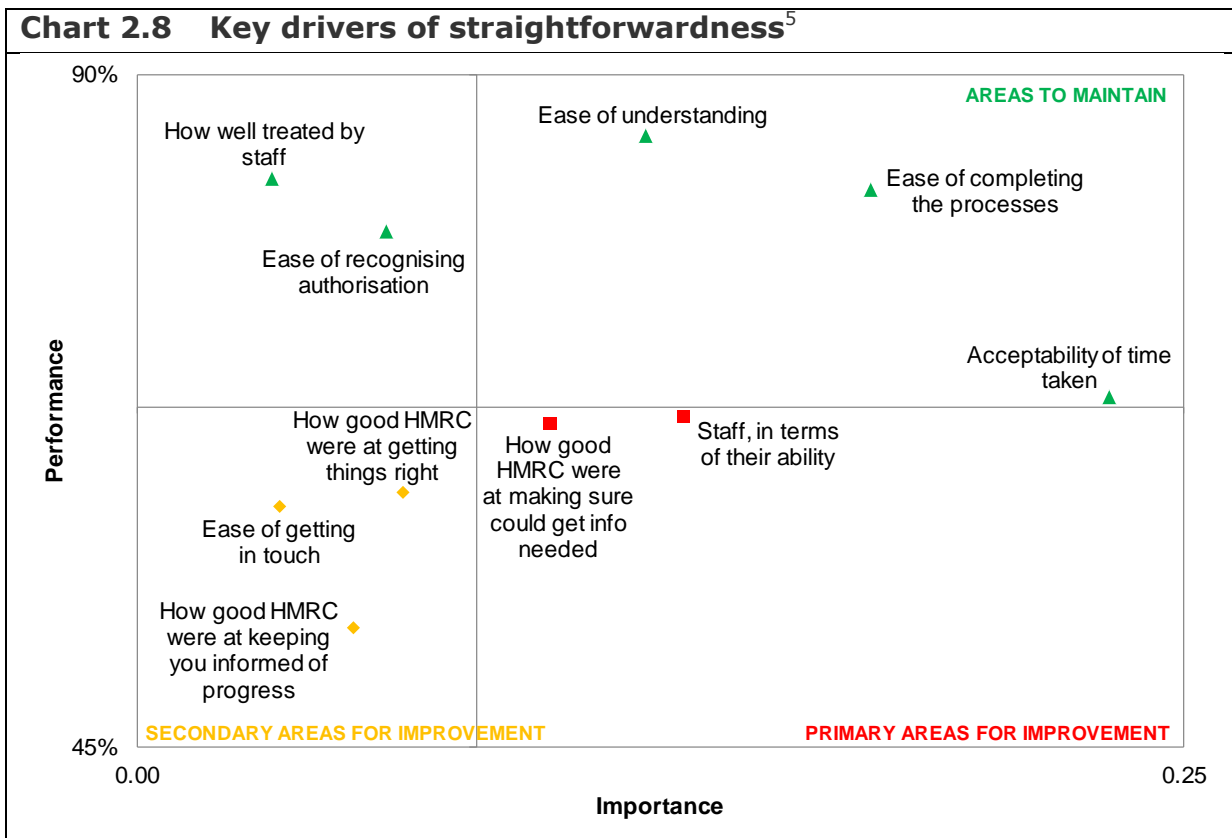 Chart 2.8 Key drivers of straightforwardness5
90%
AREAS TO MAINTAIN
How well treated by
staff
Ease of understanding
Ease of completing
the processes
Ease of recognising
authorisation
Acceptability of time
taken
Performance
How good HMRC
were at getting
things right
How good
HMRC were
at making sure
could get info
needed
Staff, in terms
of their ability
Ease of getting
in touch
How good HMRC
were at keeping
you informed of
progress
SECONDARY AREAS FOR IMPROVEMENT
PRIMARY AREAS FOR IMPROVEMENT
45%
0.00
0.25
Importance